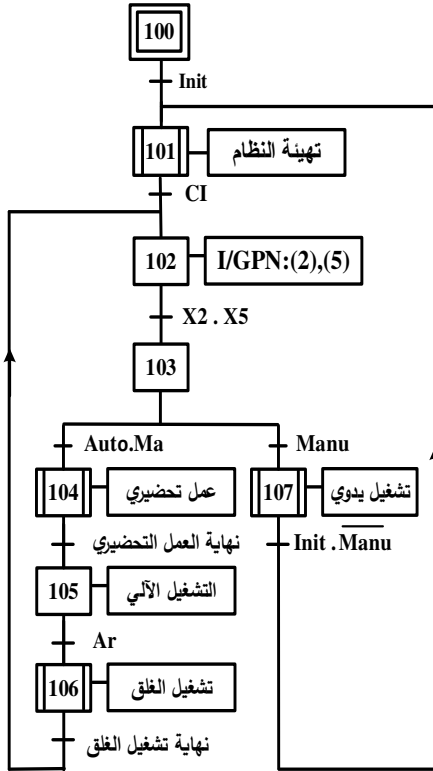 100
Init
101
تهيئة النظام
CI
102
I/GPN:(2),(5)
X2 . X5
103
Auto.Ma
Manu
104
عمل تحضيري
107
تشغيل يدوي
نهاية العمل التحضيري
Init . M̅a̅n̅u̅
105
التشغيل الآلي
Ar
106
تشغيل الغلق
نهاية تشغيل الغلق